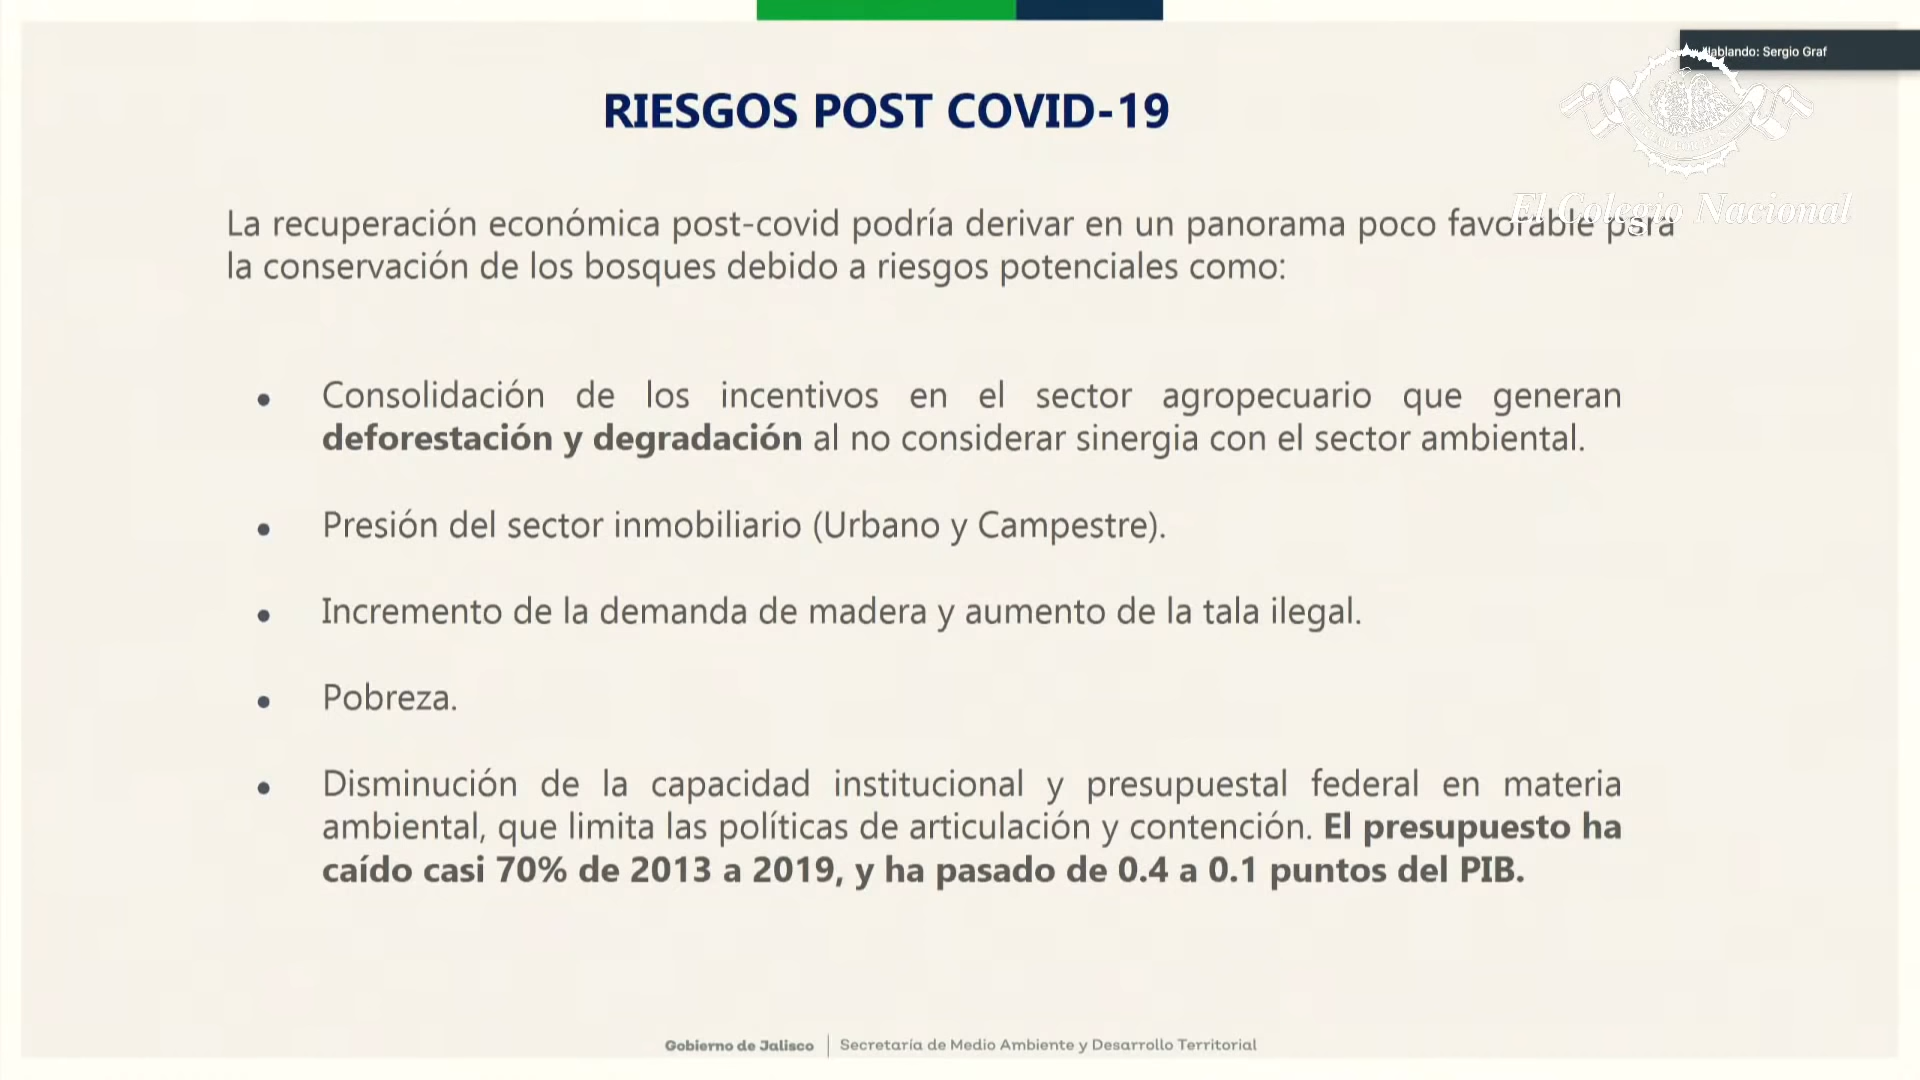 Hablando: Sergio Graf
El Colegio Nacional
RIESGOS POST COVID-19
La recuperación económica post-covid podría derivar en un panorama poco favorable para
la conservación de los bosques debido a riesgos potenciales como:
• Consolidación de los incentivos en el sector agropecuario que generan
deforestación y degradación al no considerar sinergia con el sector ambiental.
• Presión del sector inmobiliario (Urbano y Campestre).
• Incremento de la demanda de madera y aumento de la tala ilegal.
• Pobreza.
• Disminución de la capacidad institucional y presupuestal federal en materia
ambiental, que limita las políticas de articulación y contención. El presupuesto ha
caído casi 70% de 2013 a 2019, y ha pasado de 0.4 a 0.1 puntos del PIB.
Gobierno de Jalisco | Secretaría de Medio Ambiente y Desarrollo Territorial